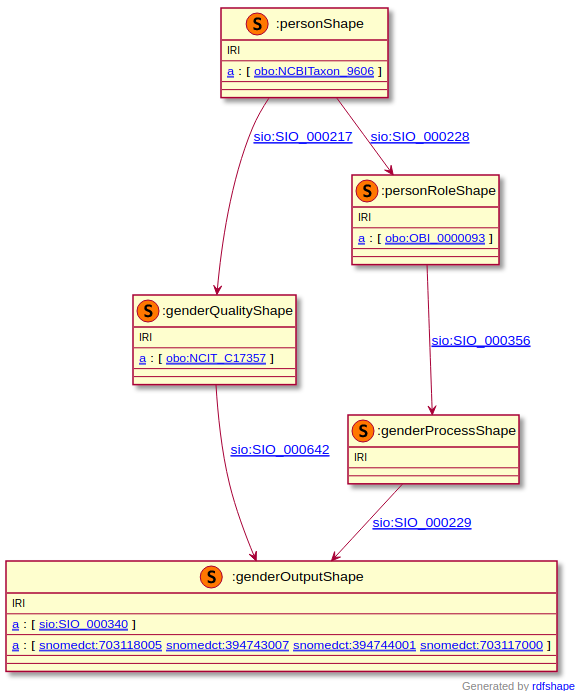 S :personShape
IRI
a : [ obo:NCBITaxon_9606 ]
sio:SIO_000217
sio:SIO_000228
S :personRoleShape
IRI
a : [ obo:OBI_0000093 ]
S :genderQualityShape
IRI
a : [ obo:NCIT_C17357 ]
sio:SIO_000356
S :genderProcessShape
IRI
sio:SIO_000642
sio:SIO_000229
S :genderOutputShape
IRI
a : [ sio:SIO_000340 ]
a : [ snomedct:703118005 snomedct:394743007 snomedct:394744001 snomedct:703117000 ]
Generated by rdfshape